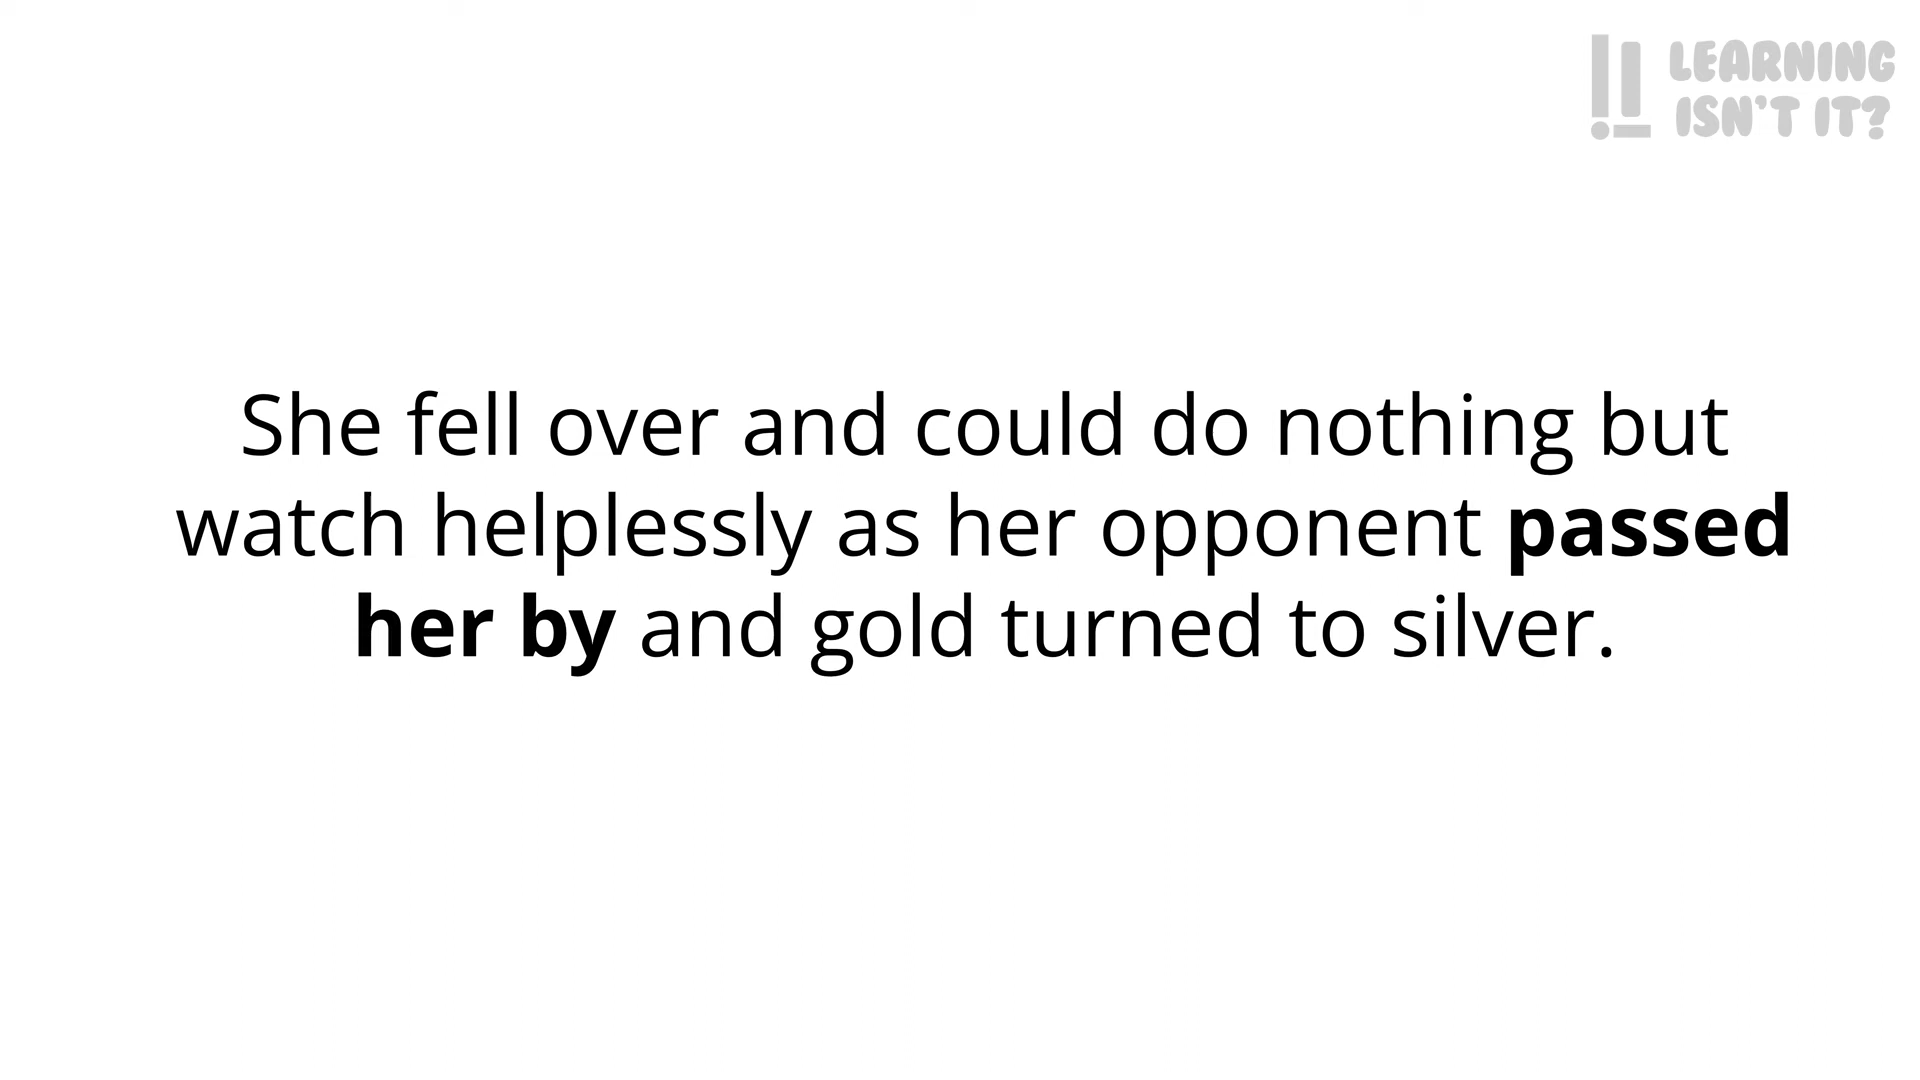 LEARNING
ISN'T IT?
She fell over and could do nothing but
watch helplessly as her opponent passed
her by and gold turned to silver.